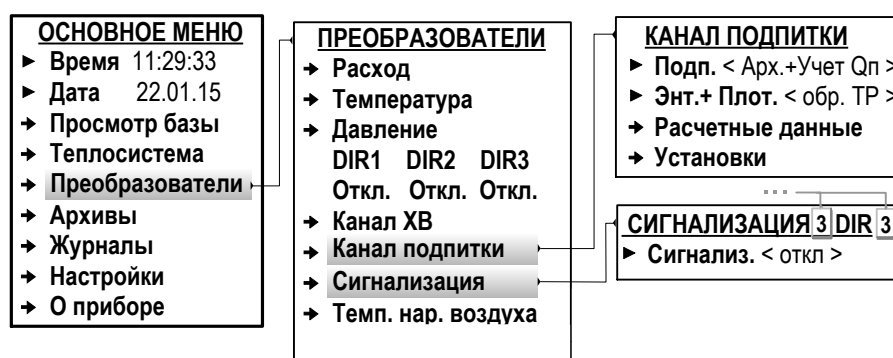 ОСНОВНОЕ МЕНЮ
► Время 11:29:33
► Дата 22.01.15
➔ Просмотр базы
➔ Теплосистема
➔ Преобразователи
➔ Архивы
➔ Журналы
➔ Настройки
➔ О приборе
ПРЕОБРАЗОВАТЕЛИ
➔ Расход
➔ Температура
➔ Давление
DIR1 DIR2 DIR3
Откл. Откл. Откл.
➔ Канал ХВ
➔ Канал подпитки
➔ Сигнализация
➔ Темп. нар. воздуха
КАНАЛ ПОДПИТКИ
► Подп. < Арх.+Учет Qп >
► Энт.+ Плот. < обр. ТР >
➔ Расчетные данные
➔ Установки
...
СИГНАЛИЗАЦИЯ 3 DIR 3
► Сигнализ. < откл >